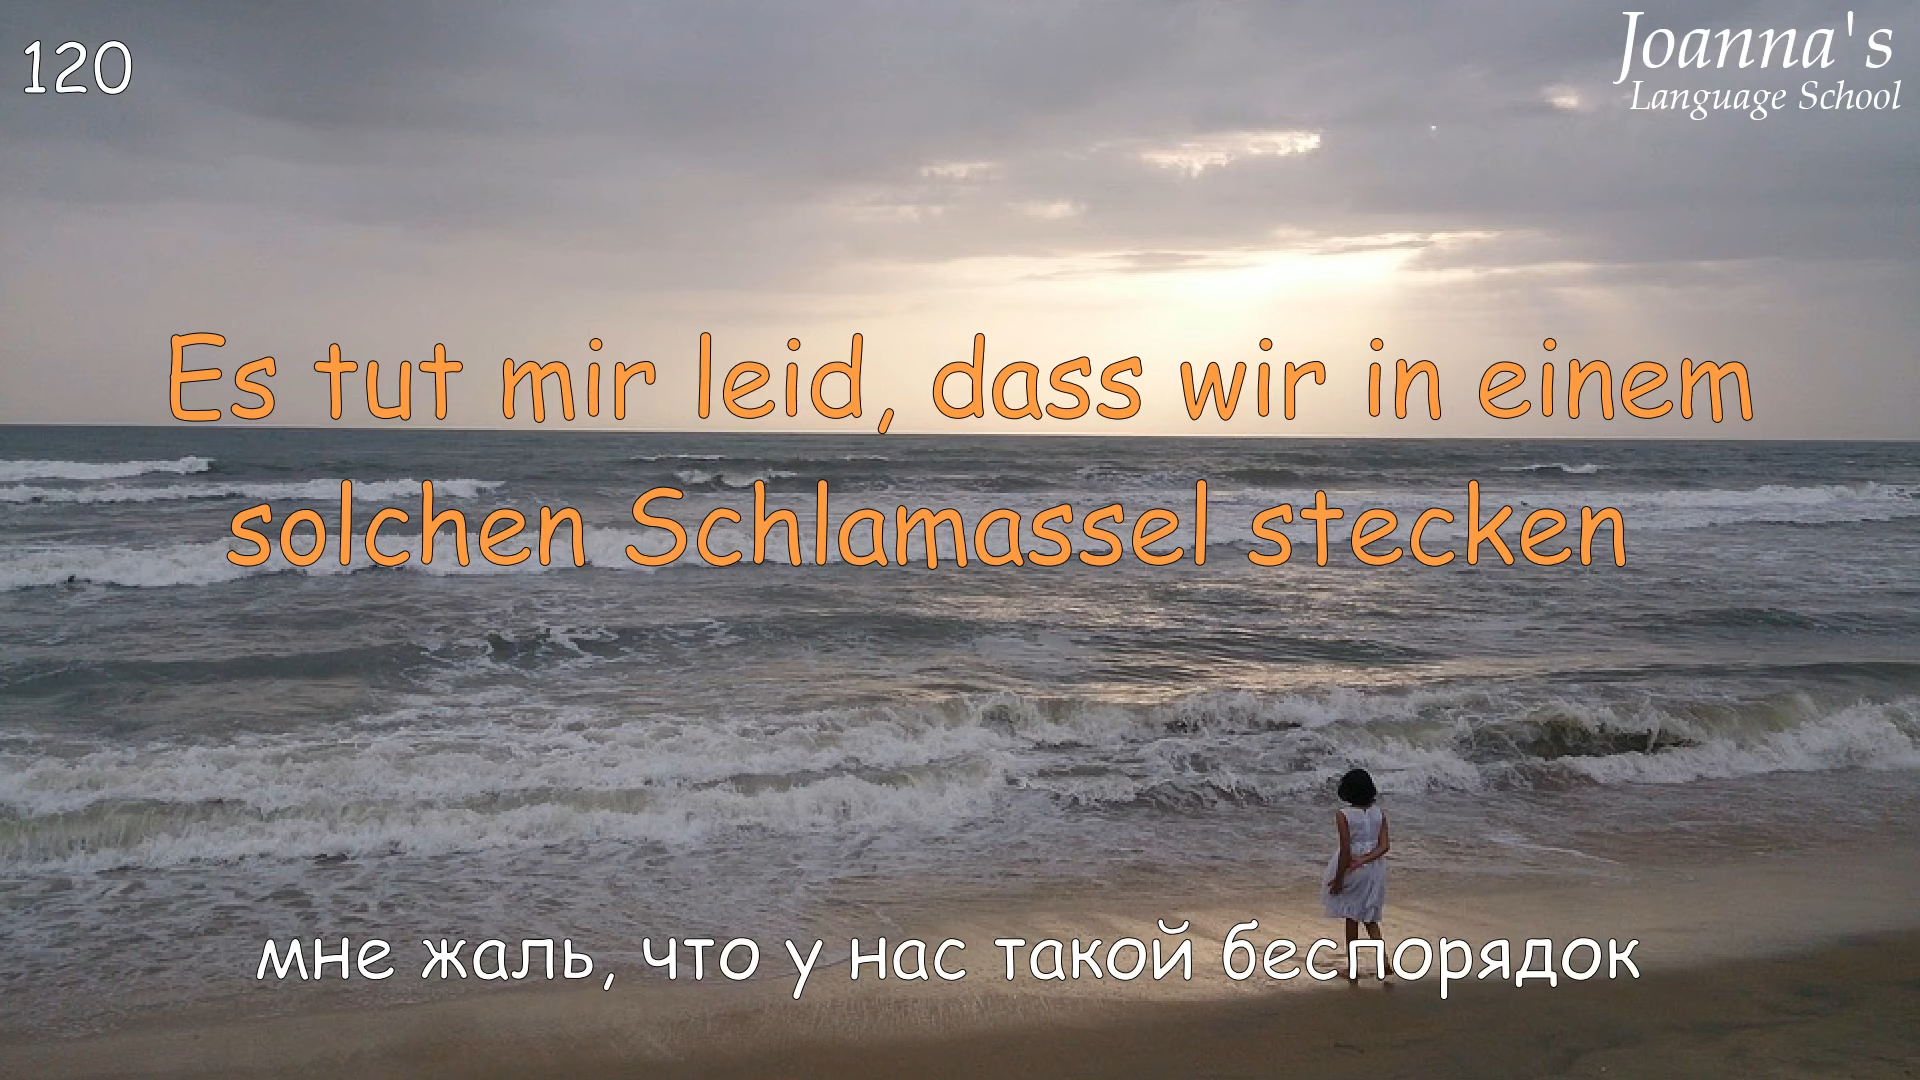 120
Joanna's
Language School
Es tut mir leid, dass wir in einem
solchen Schlamassel stecken
мне жаль, что у нас такой беспорядок